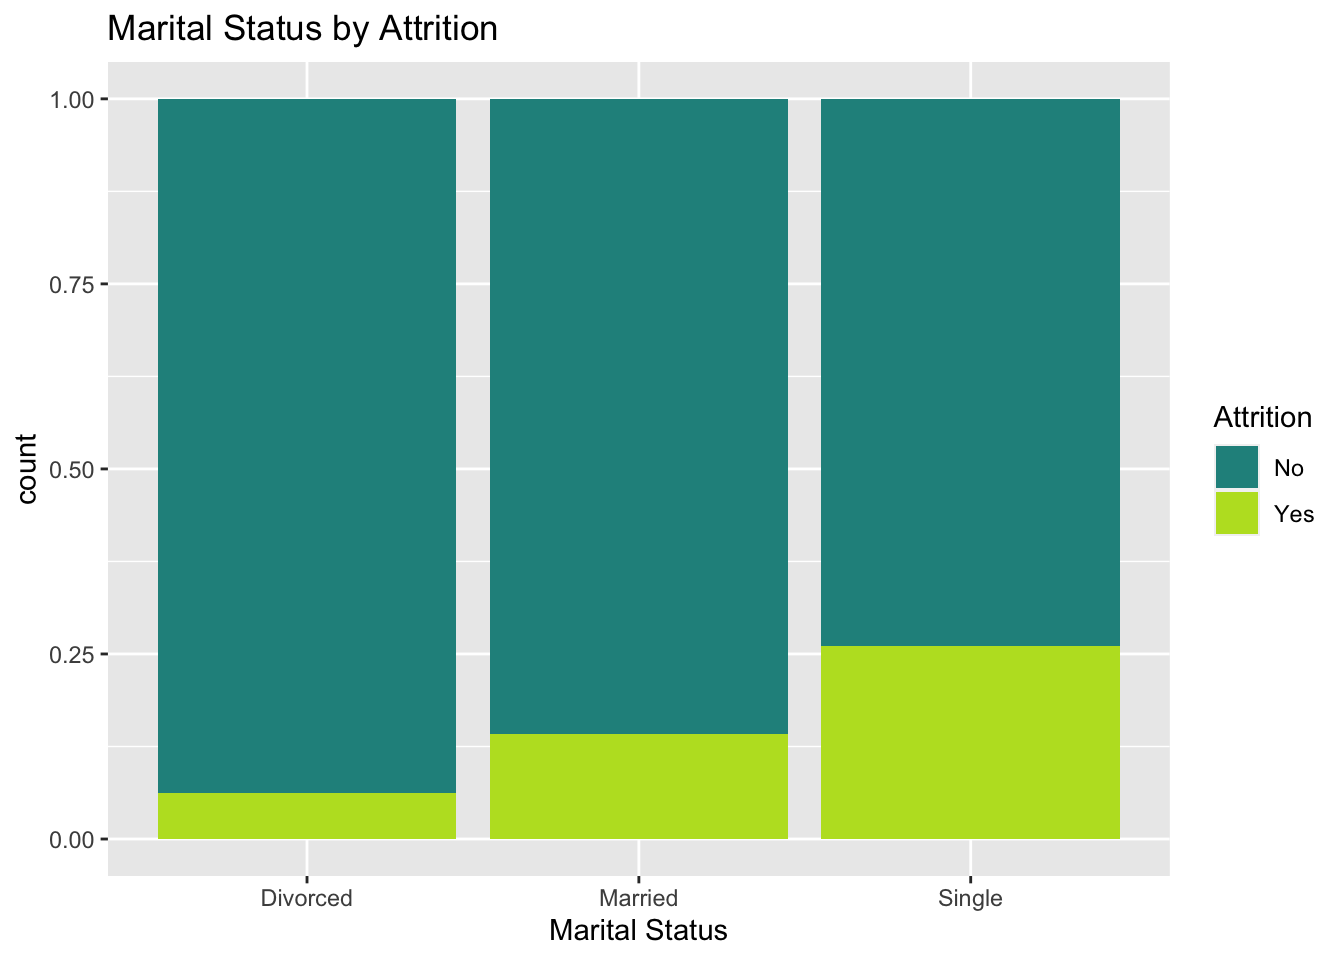 Marital Status by Attrition
1.00
0.75
0.50
0.25
0.00
count
Divorced Married Single
Marital Status
Attrition
No
Yes